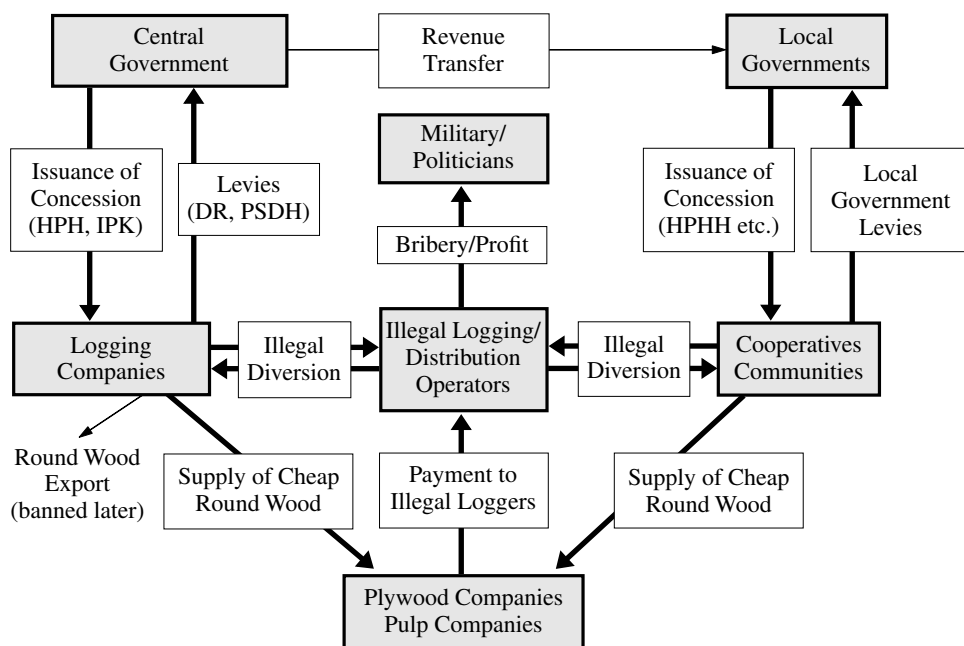 Central
Government
Revenue
Transfer
Local
Governments
Military/
Politicians
Issuance of
Concession
(HPH, IPK)
Levies
(DR, PSDH)
Bribery/Profit
Issuance of
Concession
(HPHH etc.)
Local
Government
Levies
Logging
Companies
Illegal
Diversion
Illegal Logging/
Distribution
Operators
Illegal
Diversion
Cooperatives
Communities
Round Wood
Export
(banned later)
Supply of Cheap
Round Wood
Payment to
Illegal Loggers
Supply of Cheap
Round Wood
Plywood Companies
Pulp Companies